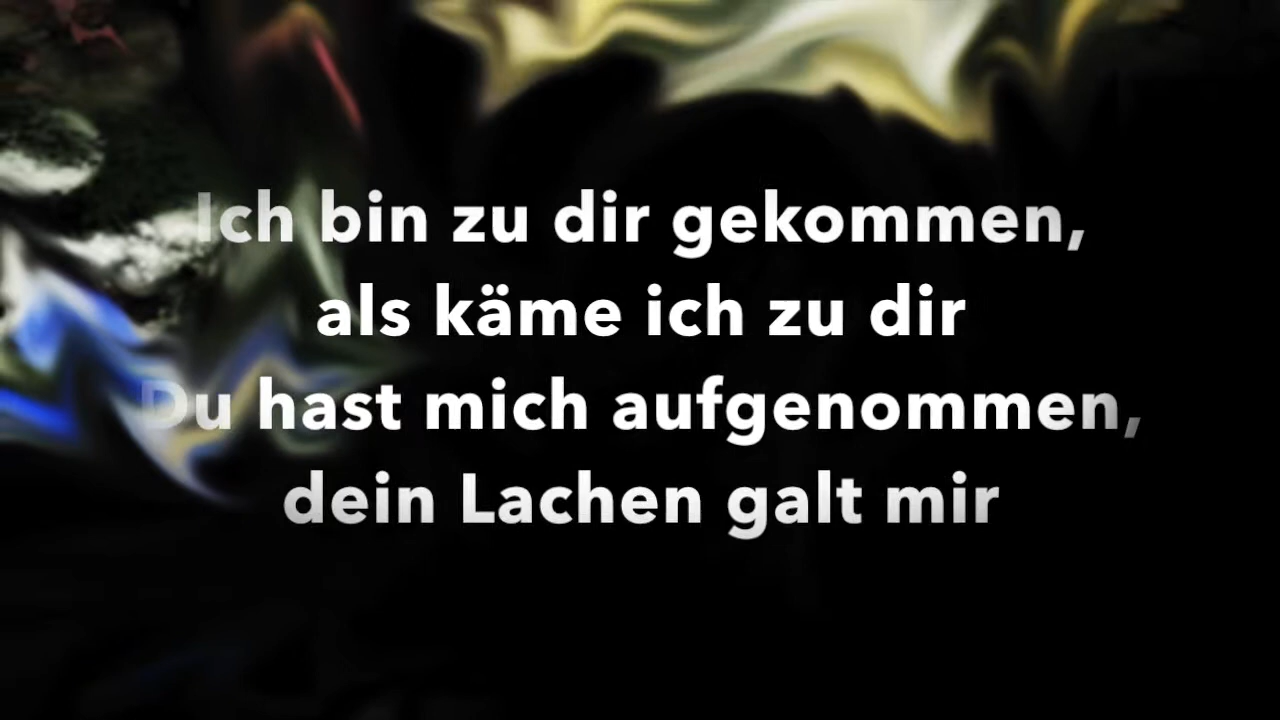 Ich bin zu dir gekommen,
als käme ich zu dir
Du hast mich aufgenommen,
dein Lachen galt mir